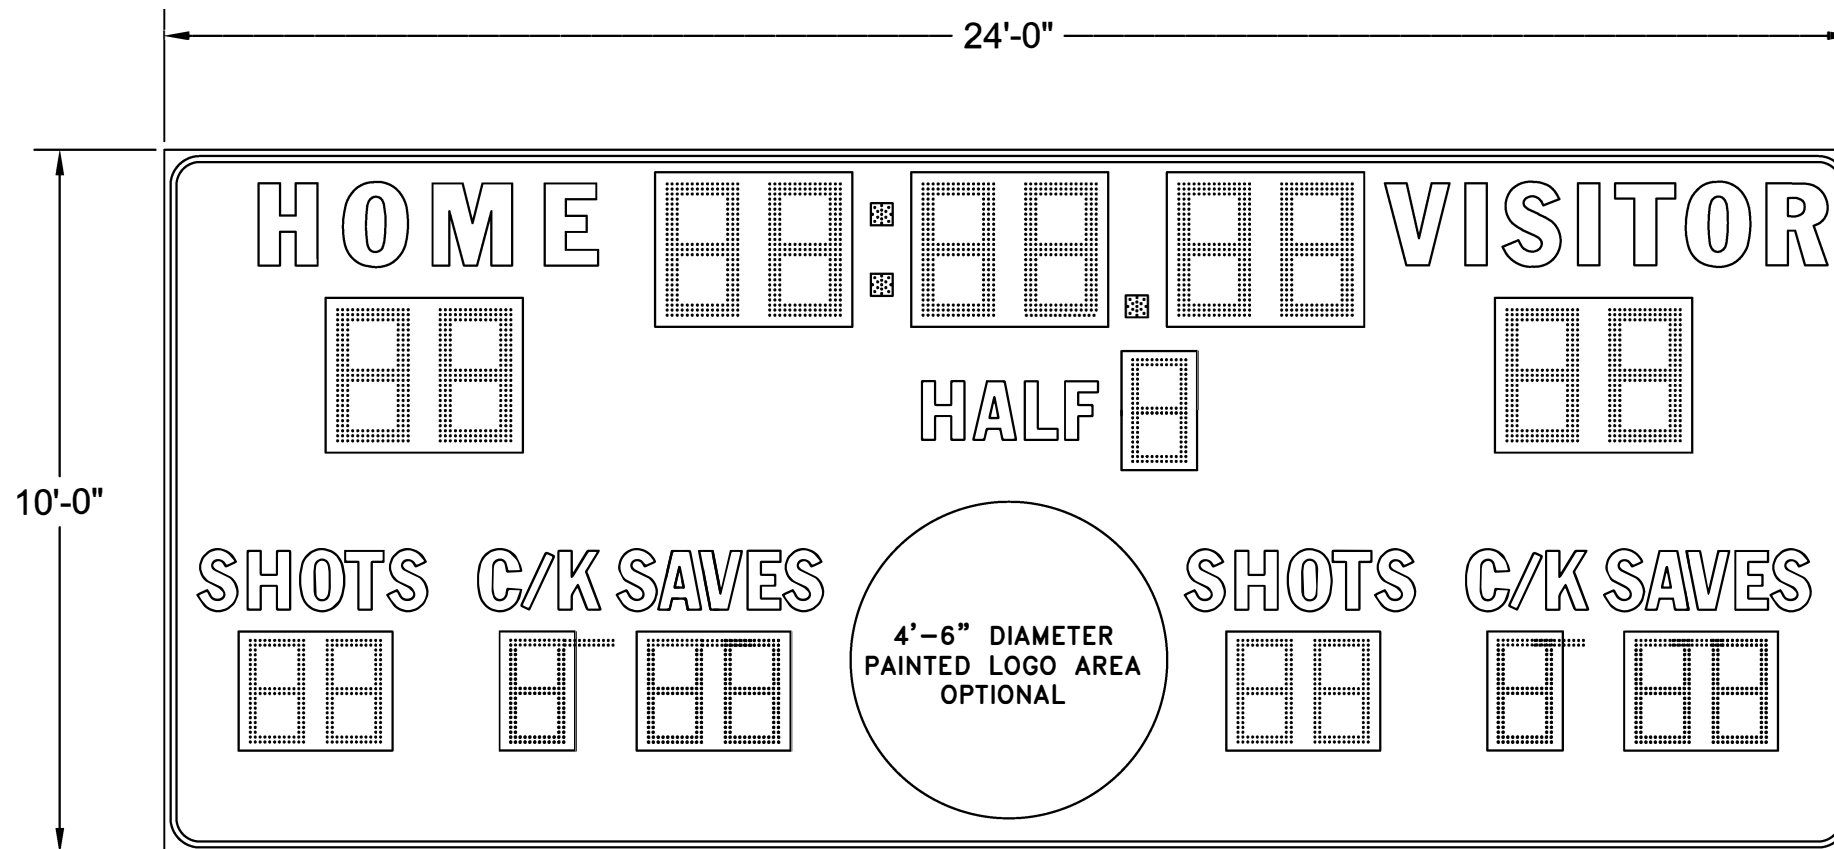 24'-0"
HOME
VISITOR
HALF
10'-0"
SHOTS C/K SAVES
SHOTS C/K SAVES
4'-6” DIAMETER
PAINTED LOGO AREA
OPTIONAL